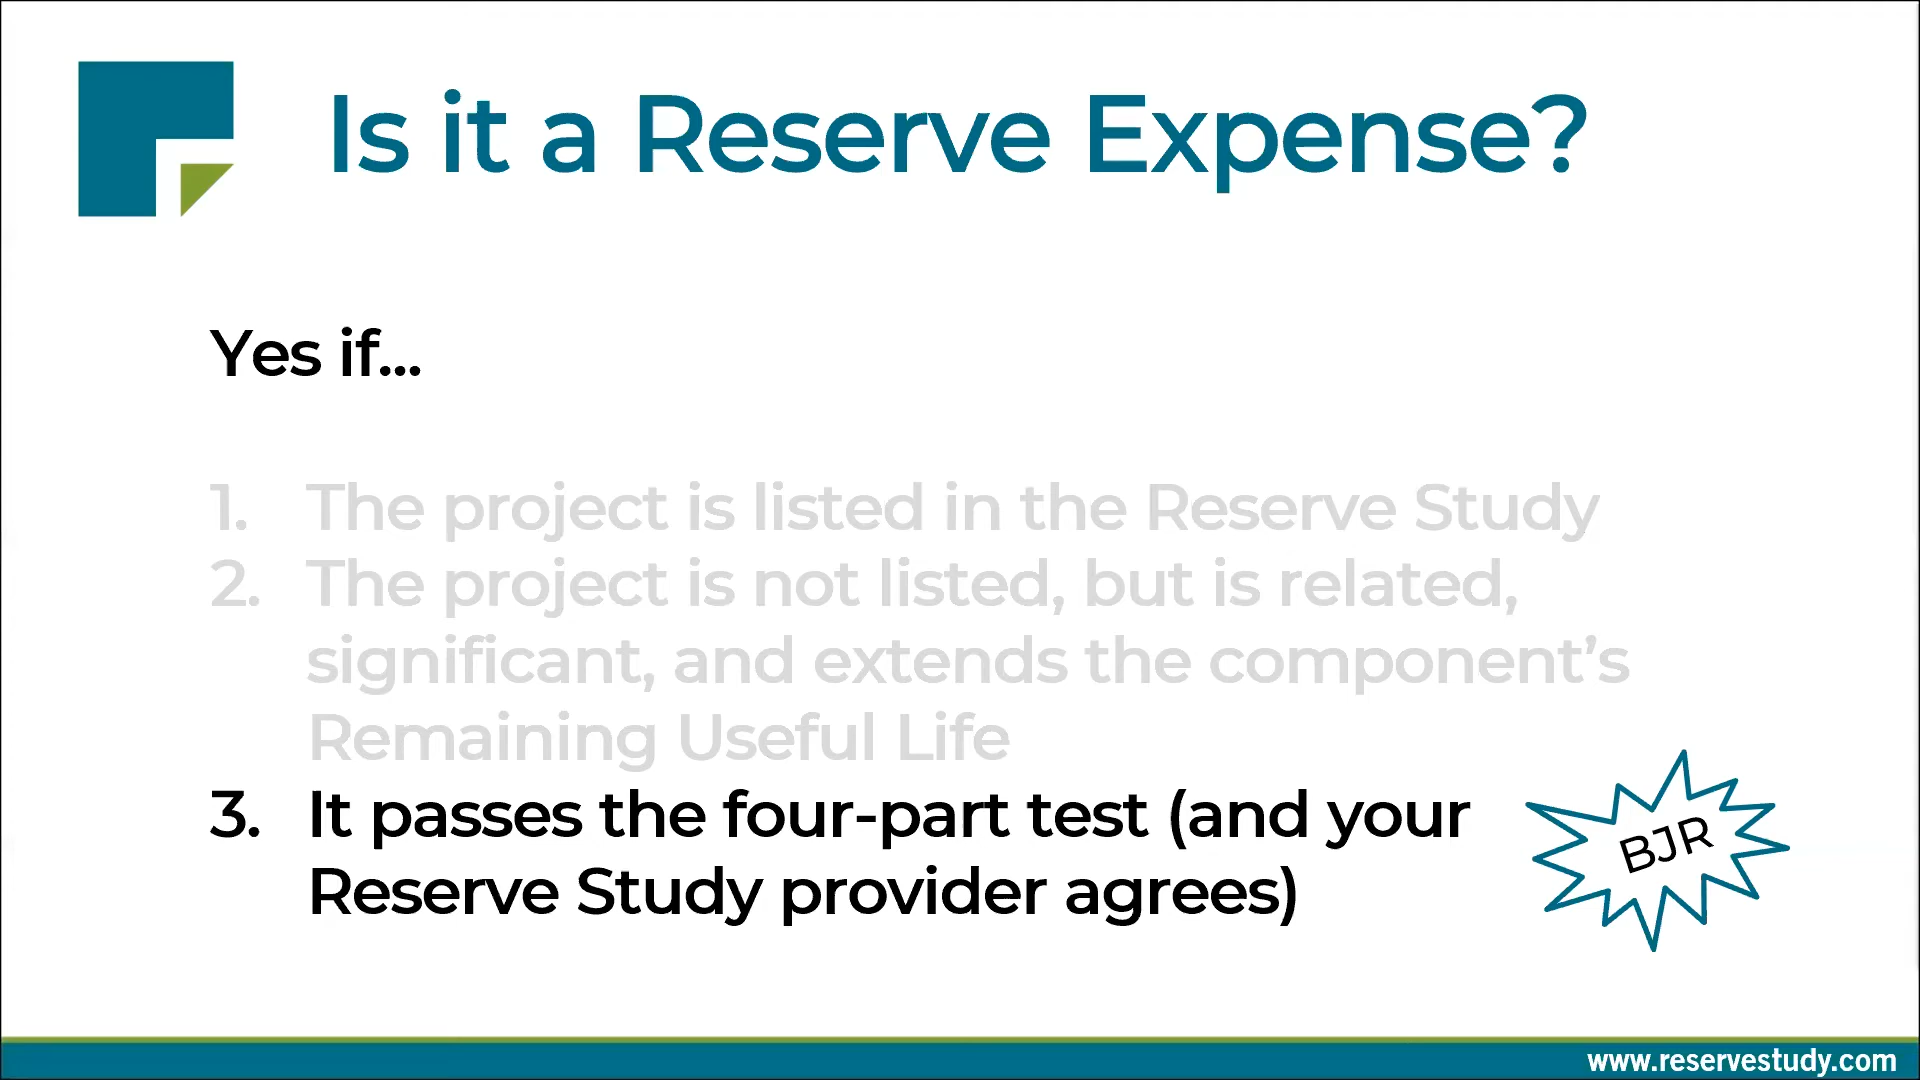 Is it a Reserve Expense?
Yes if...
1. The project is listed in the Reserve Study
2. The project is not listed, but is related,
significant, and extends the component's
Remaining Useful Life
3. It passes the four-part test (and your
Reserve Study provider agrees)
BJR
www.reservestudy.com